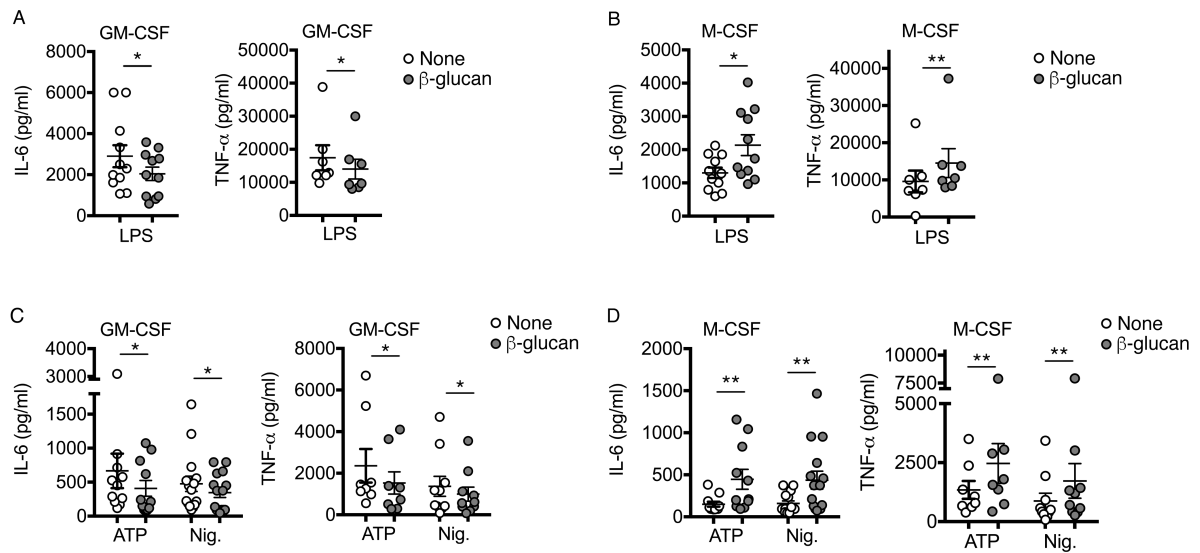 A
GM-CSF
*
8000
6000
4000
2000
0
IL-6 (pg/ml)
LPS
GM-CSF
*
50000
40000
30000
20000
10000
0
TNF-α (pg/ml)
LPS
None
β-glucan
B
M-CSF
*
5000
4000
3000
2000
1000
0
IL-6 (pg/ml)
LPS
M-CSF
**
40000
30000
20000
10000
0
TNF-α (pg/ml)
LPS
None
β-glucan
C
GM-CSF
*
*
4000
3000
1500
1000
500
0
IL-6 (pg/ml)
ATP
Nig.
GM-CSF
*
*
8000
6000
4000
2000
0
TNF-α (pg/ml)
ATP
Nig.
None
β-glucan
D
M-CSF
**
**
2000
1500
1000
500
0
IL-6 (pg/ml)
ATP
Nig.
M-CSF
**
**
10000
7500
5000
2500
0
TNF-α (pg/ml)
ATP
Nig.
None
β-glucan